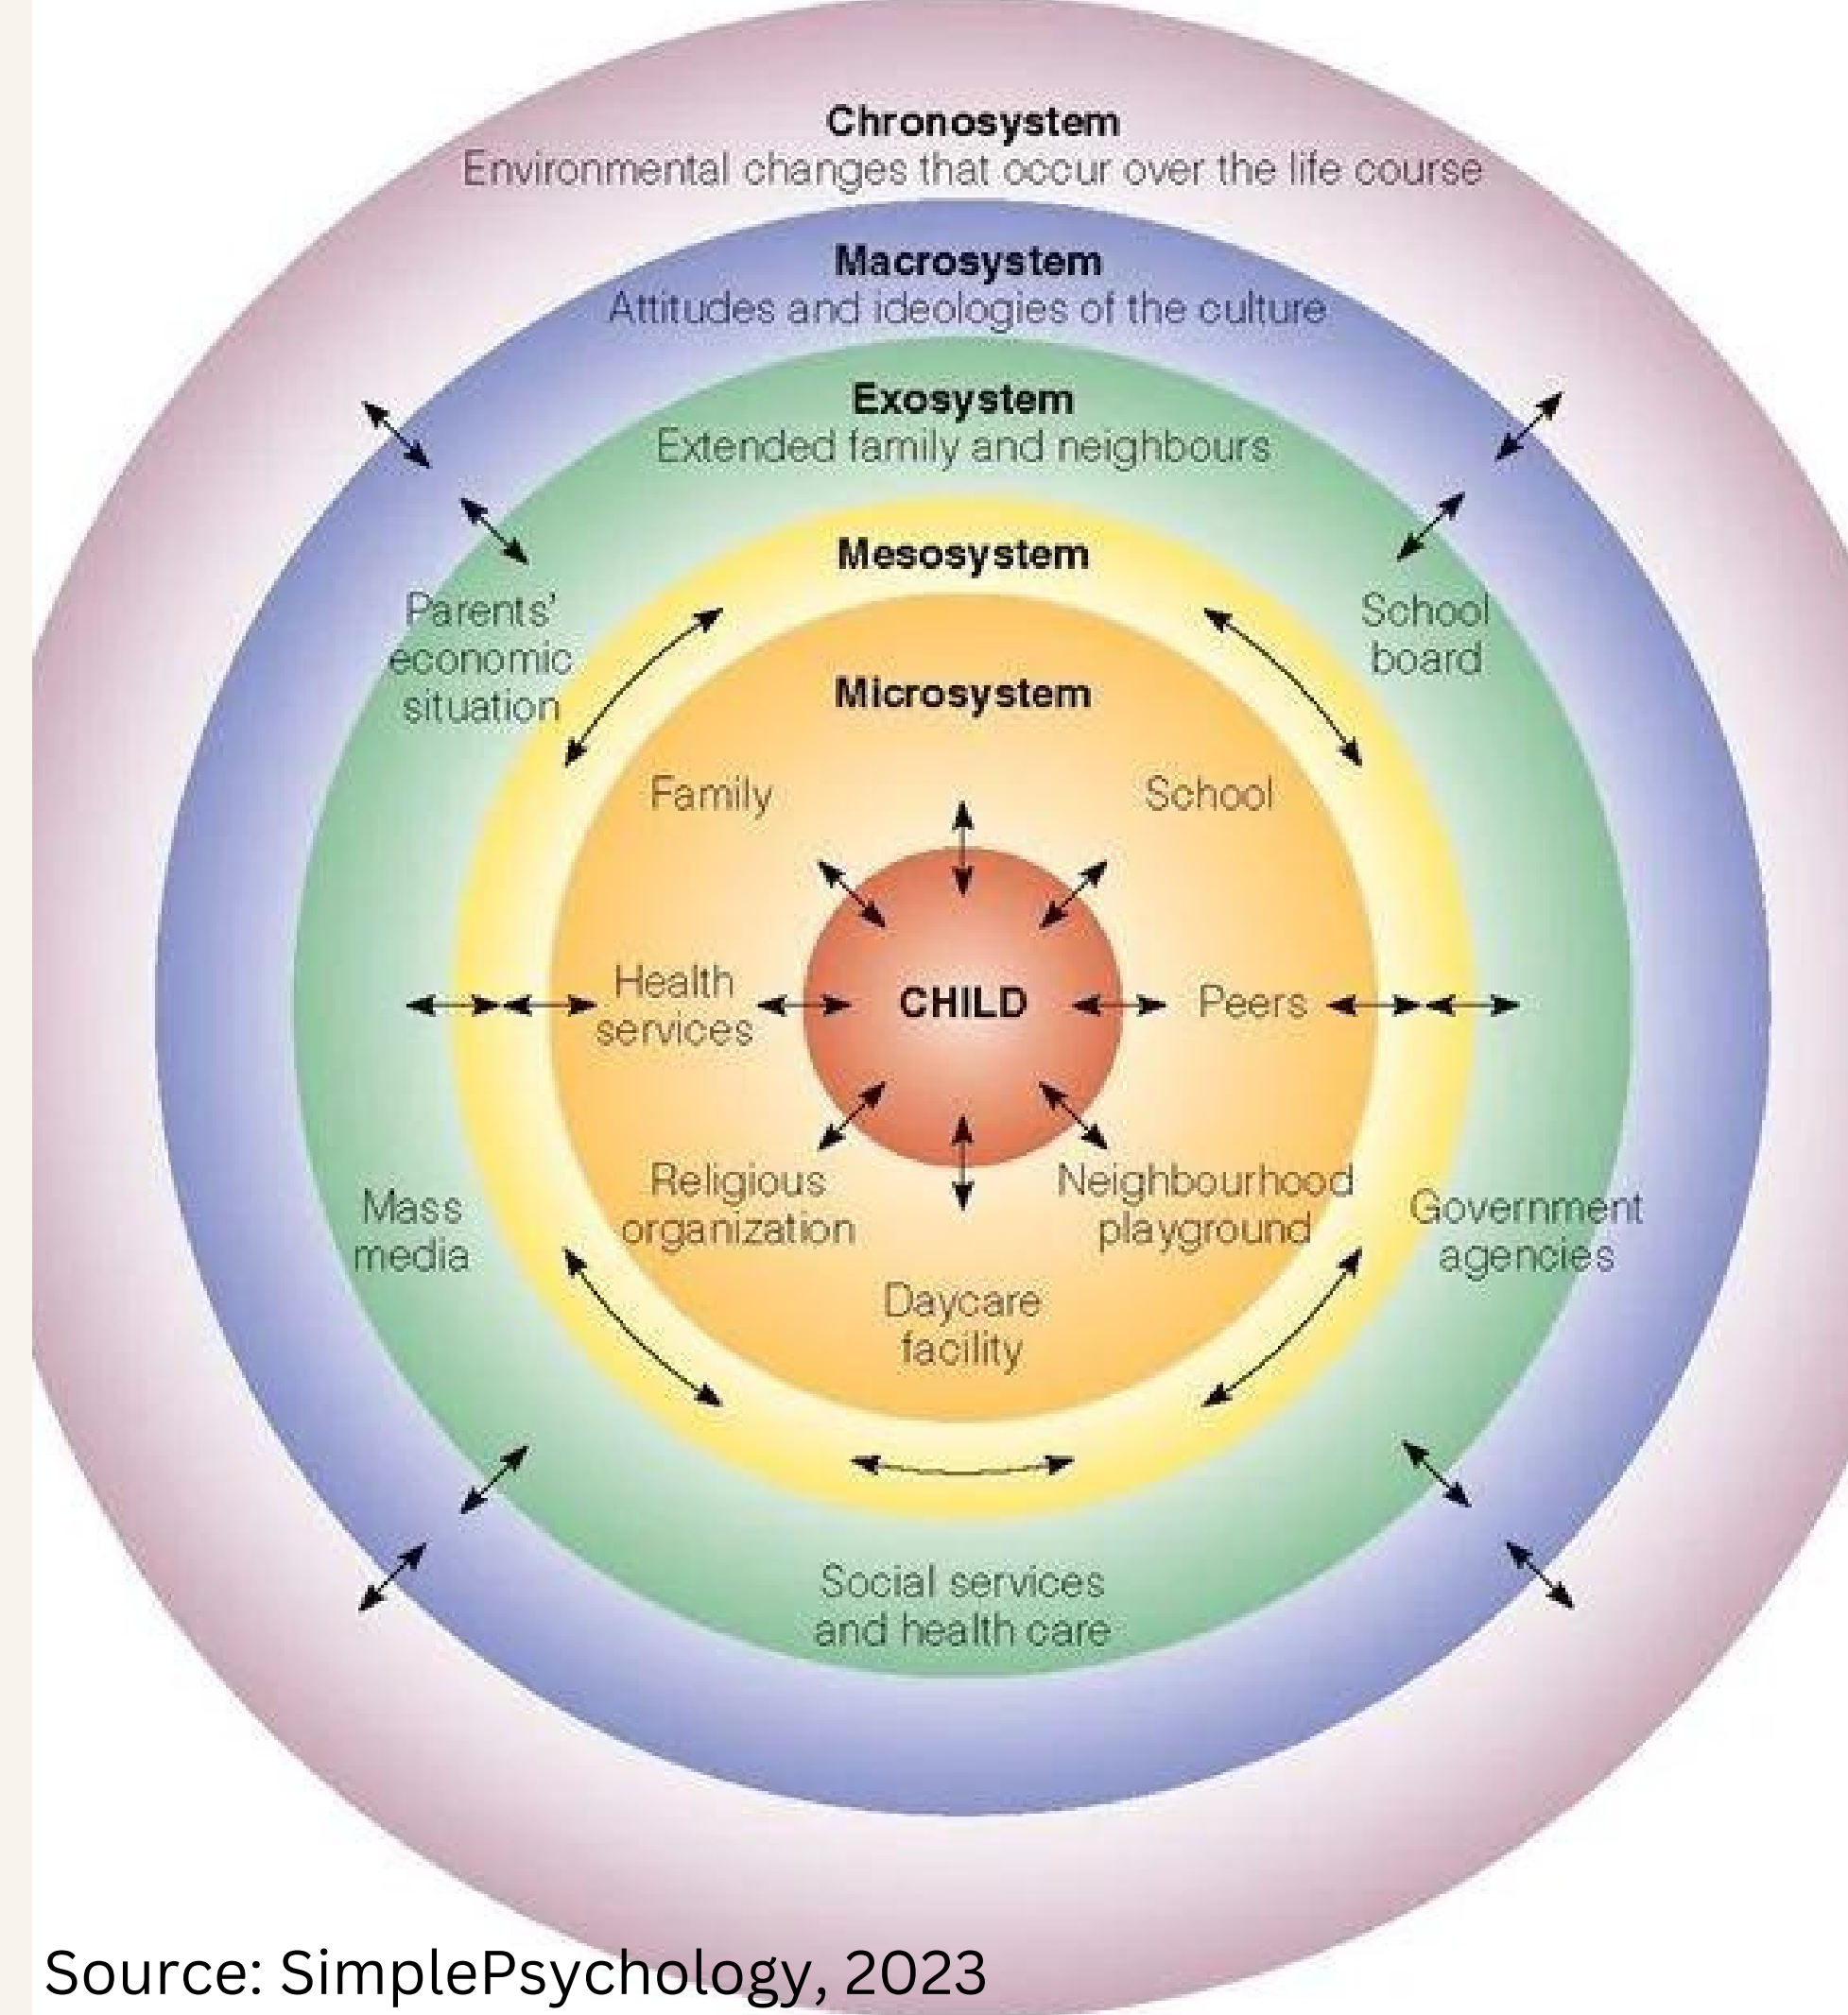 Chronosystem
Environmental changes that occur over the life course
Macrosystem
Attitudes and ideologies of the culture
Exosystem
Extended family and neighbours
Mesosystem
Parents’
economic
situation
School
board
Microsystem
Family
School
Health
services
CHILD
Peers
Religious
organization
Neighbourhood
playground
Mass
media
Government
agencies
Daycare
facility
Social services
and health care
Source: SimplePsychology, 2023